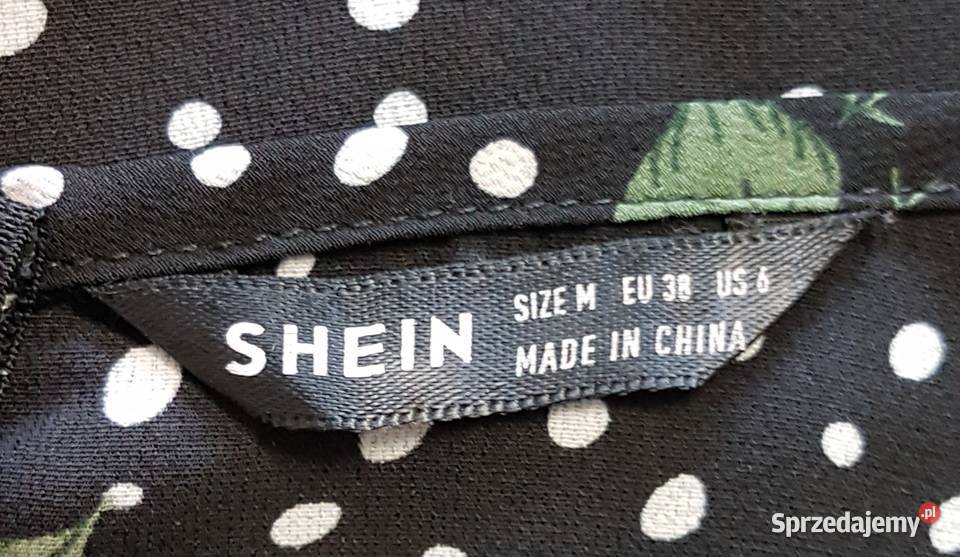 SHEIN
SIZE M EU 38 US 6
MADE IN CHINA
Sprzedajemy.pl